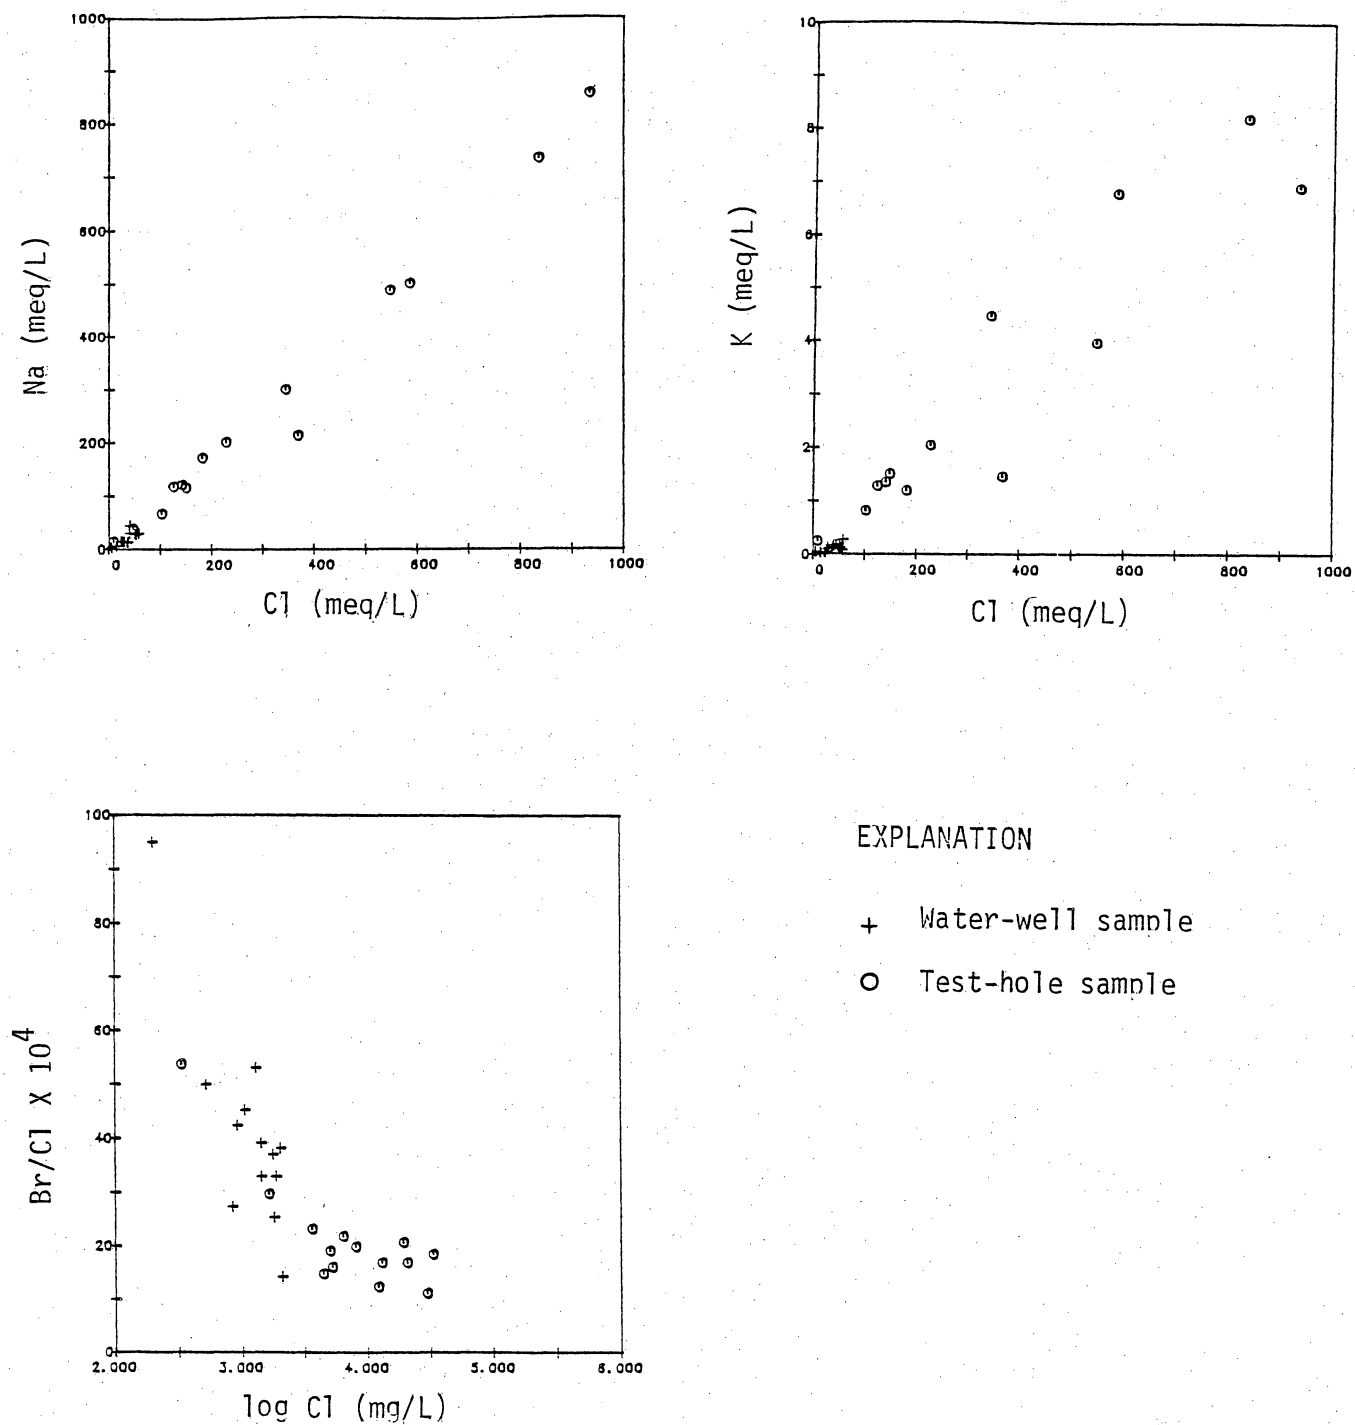 1000
800
600
400
200
0
Na (meq/L)
0 200 400 600 800 1000
Cl (meq/L)
10
8
6
4
2
0
K (meq/L)
0 200 400 600 800 1000
Cl (meq/L)
100
80
60
40
20
0
Br/Cl X 10⁴
2.000 3.000 4.000 5.000 6.000
log Cl (mg/L)
EXPLANATION
+ Water-well sample
O Test-hole sample